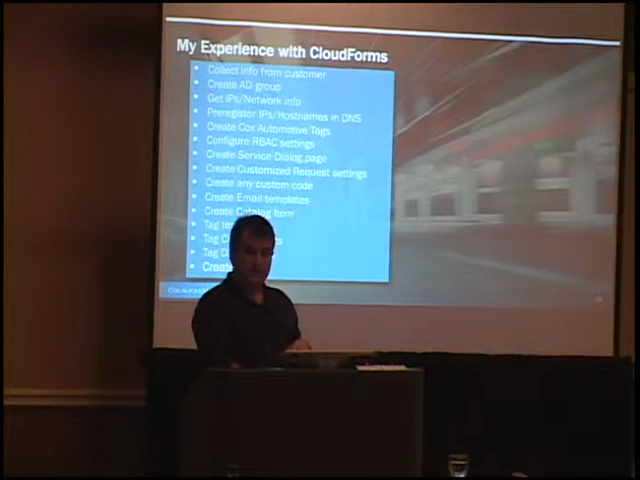 My Experience with CloudForms
• Collect info from customer
• Create AD group
• Get IPs/Network info
• Preregister IPs/Hostnames in DNS
• Create Cox Automotive Tags
• Configure RBAC settings
• Create Service Dialog page
• Create Customized Request settings
• Create any custom code
• Create Email templates
• Create Catalog Item
• Tag
• Tag
• Tag
• Create
Cox